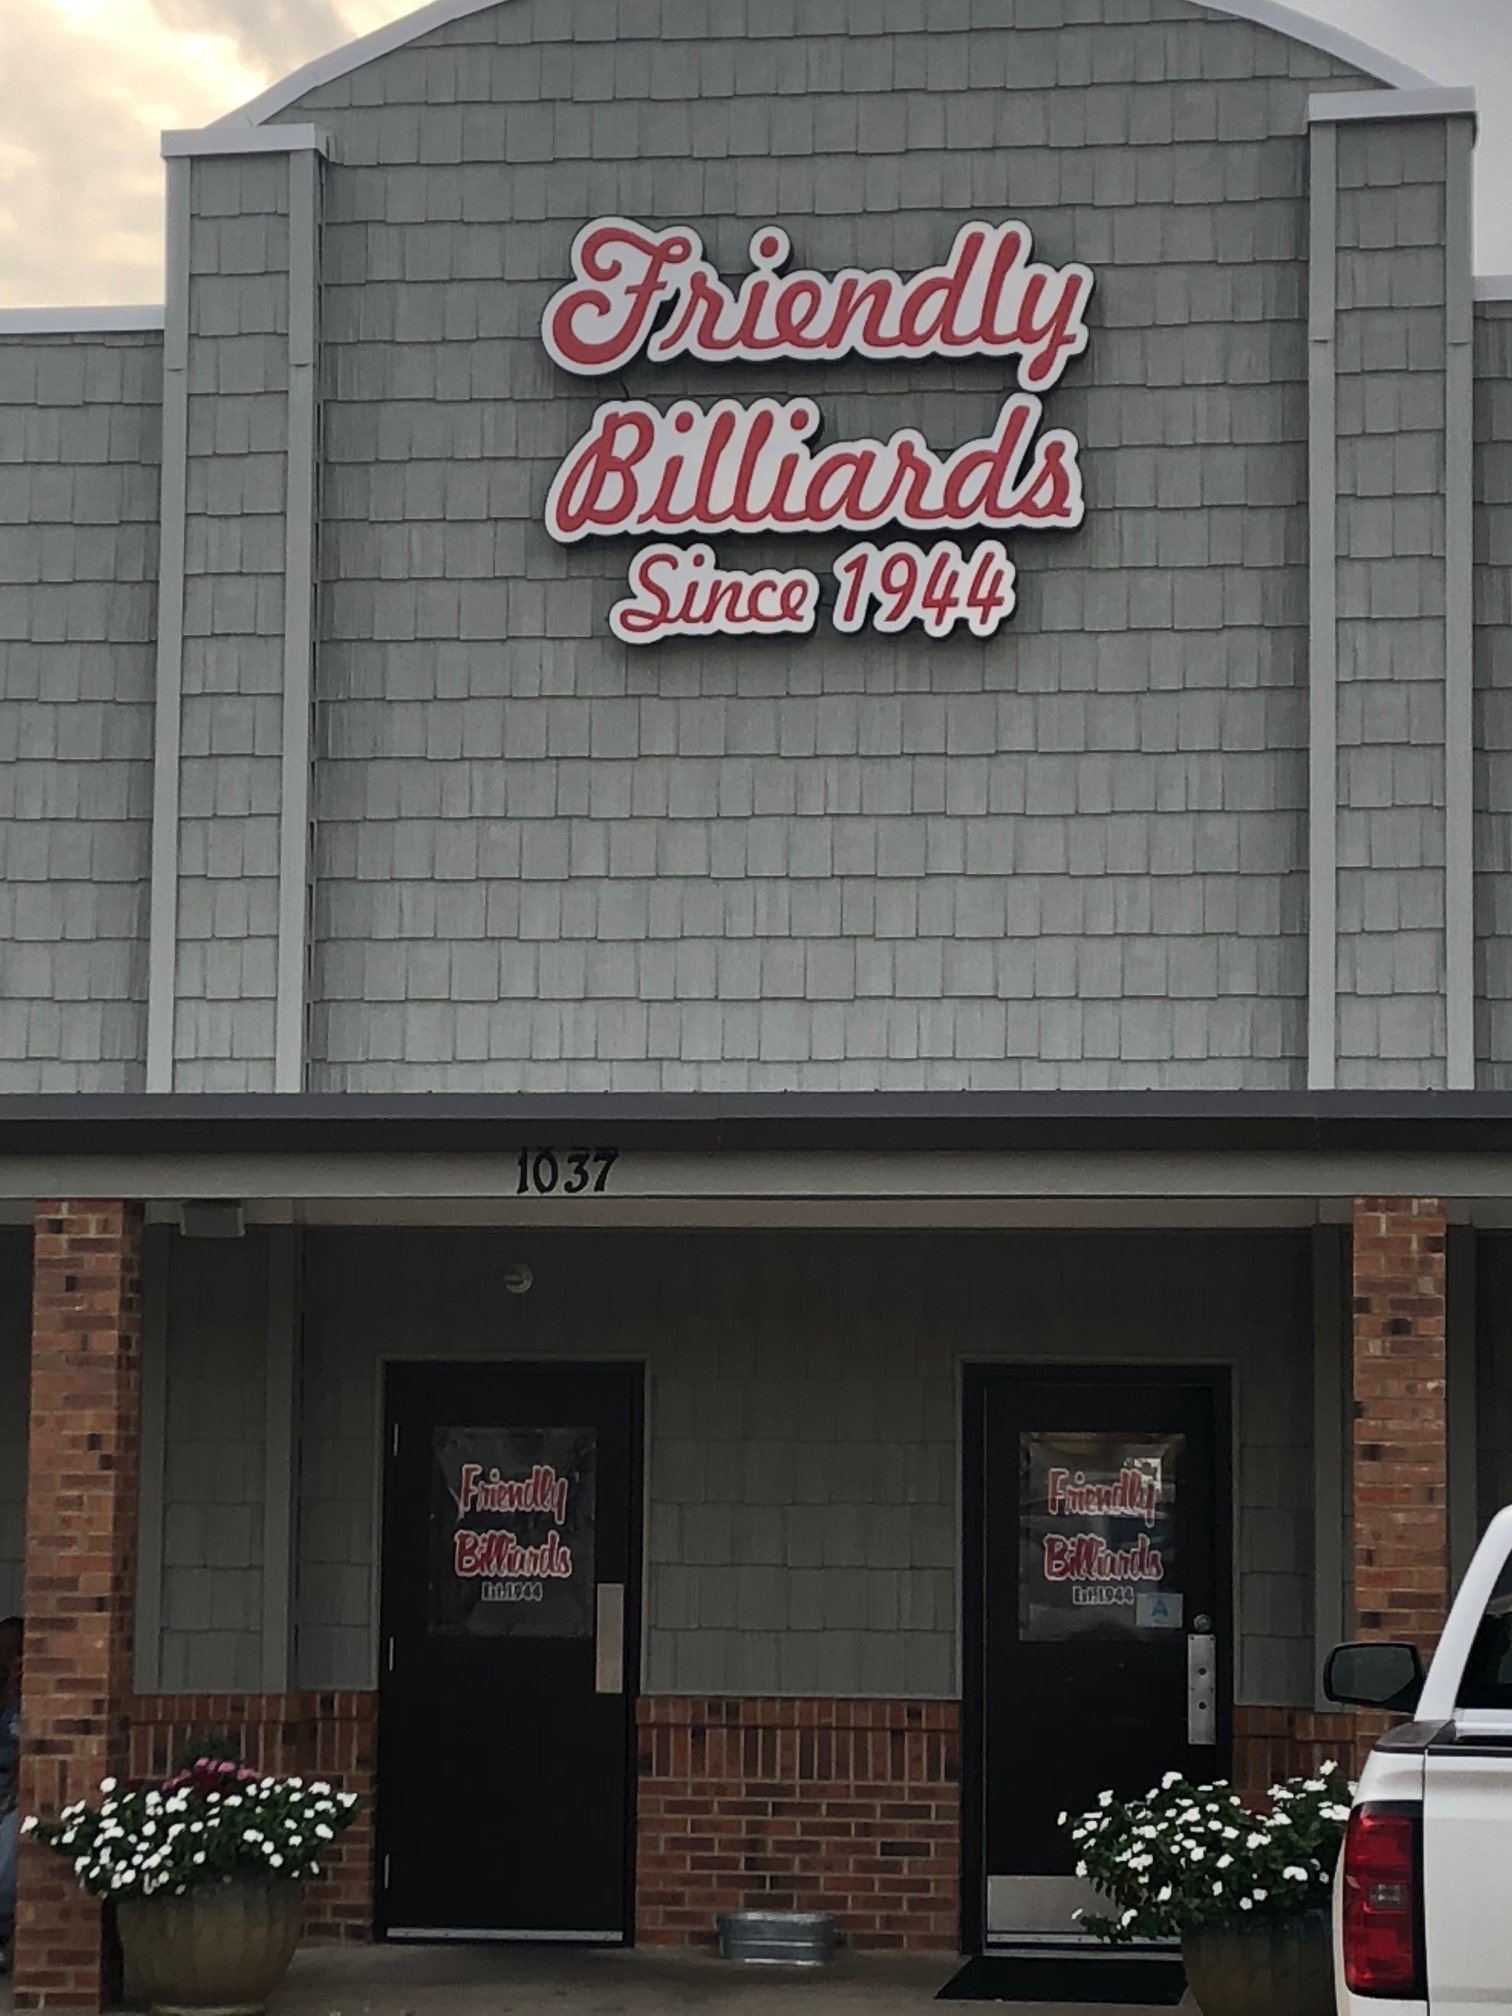 Friendly
Billiards
Since 1944
1037
Friendly
Billiards
Est.1944
Friendly
Billiards
Est.1944
A